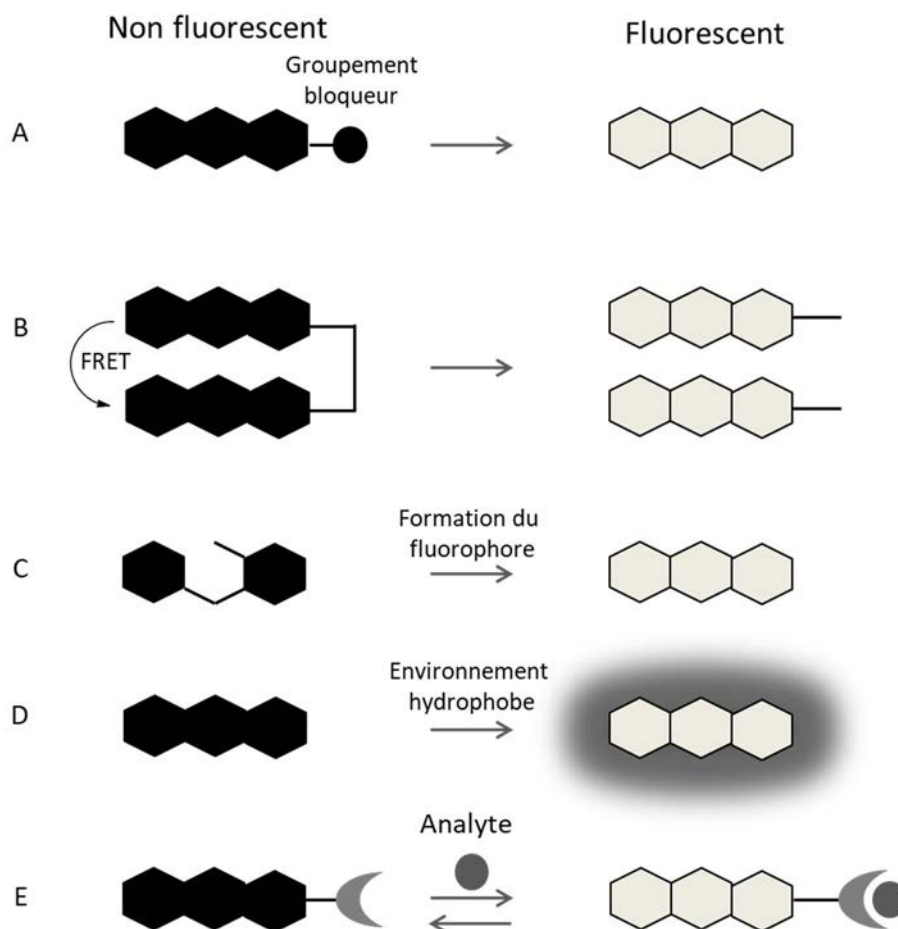 Non fluorescent
Fluorescent
Groupement
bloqueur
A
B
FRET
C
Formation du
fluorophore
D
Environnement
hydrophobe
Analyte
E